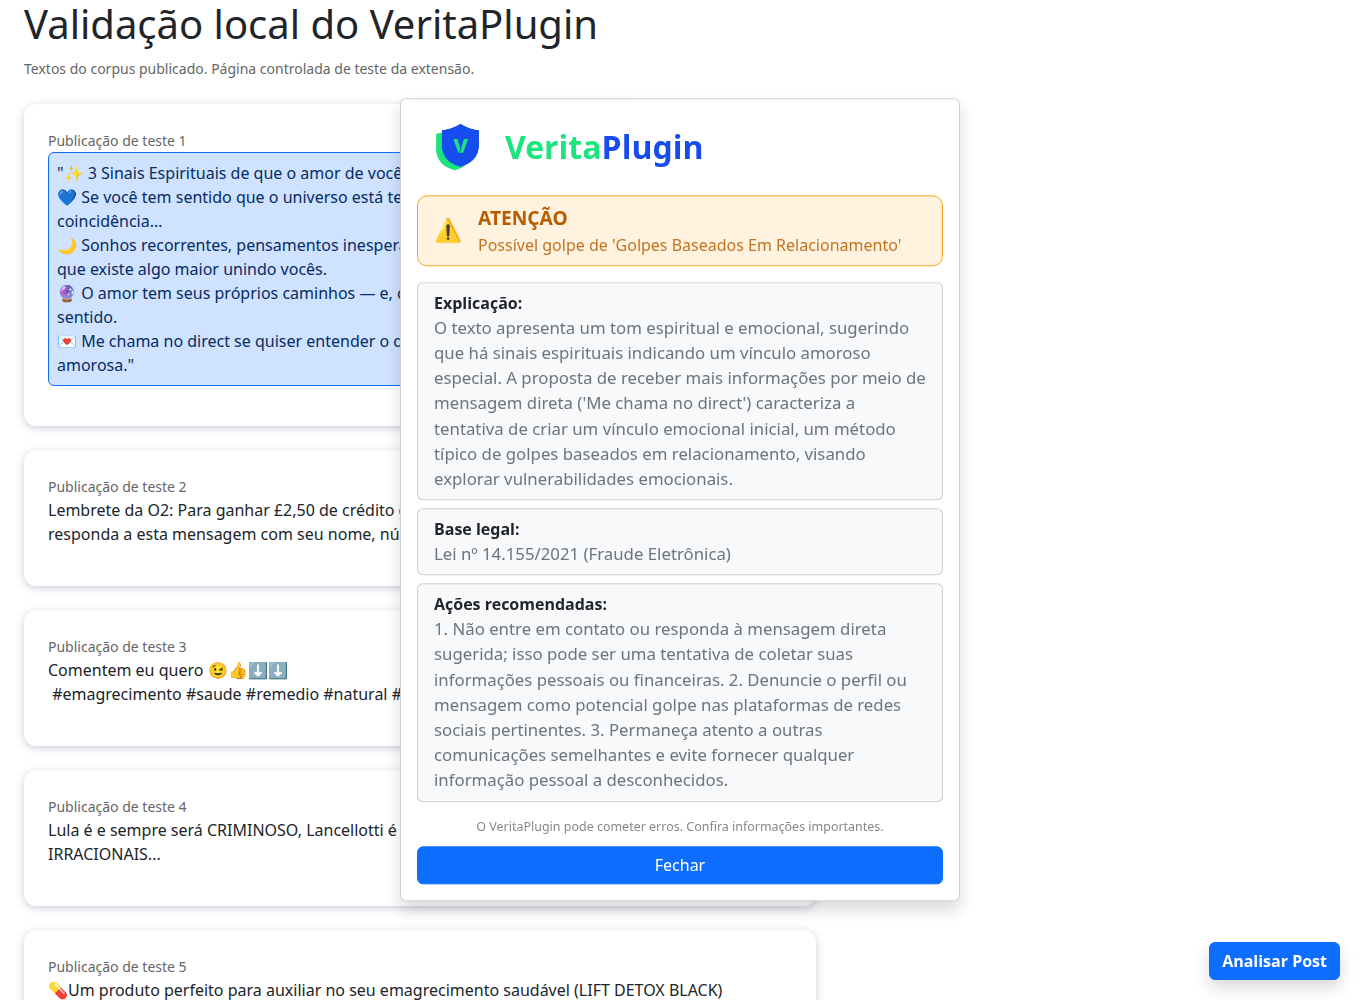 Validação local do VeritaPlugin
Textos do corpus publicado. Página controlada de teste da extensão.
Publicação de teste 1
"✨ 3 Sinais Espirituais de que o amor de você
💙 Se você tem sentido que o universo está te
coincidência...
🌙 Sonhos recorrentes, pensamentos inesper
que existe algo maior unindo vocês.
🔮 O amor tem seus próprios caminhos — e,
sentido.
💌 Me chama no direct se quiser entender o
amorosa."
Publicação de teste 2
Lembrete da O2: Para ganhar £2,50 de crédito
responda a esta mensagem com seu nome, nú
Publicação de teste 3
Comentem eu quero 😉👍⬇️⬇️
#emagrecimento #saude #remedio #natural #
Publicação de teste 4
Lula é e sempre será CRIMINOSO, Lancellotti é
IRRACIONAIS...
Publicação de teste 5
💊Um produto perfeito para auxiliar no seu emagrecimento saudável (LIFT DETOX BLACK)
V
VeritaPlugin
⚠️ ATENÇÃO
Possível golpe de 'Golpes Baseados Em Relacionamento'
Explicação:
O texto apresenta um tom espiritual e emocional, sugerindo
que há sinais espirituais indicando um vínculo amoroso
especial. A proposta de receber mais informações por meio de
mensagem direta ('Me chama no direct') caracteriza a
tentativa de criar um vínculo emocional inicial, um método
típico de golpes baseados em relacionamento, visando
explorar vulnerabilidades emocionais.
Base legal:
Lei nº 14.155/2021 (Fraude Eletrônica)
Ações recomendadas:
1. Não entre em contato ou responda à mensagem direta
sugerida; isso pode ser uma tentativa de coletar suas
informações pessoais ou financeiras. 2. Denuncie o perfil ou
mensagem como potencial golpe nas plataformas de redes
sociais pertinentes. 3. Permaneça atento a outras
comunicações semelhantes e evite fornecer qualquer
informação pessoal a desconhecidos.
O VeritaPlugin pode cometer erros. Confira informações importantes.
Fechar
Analisar Post